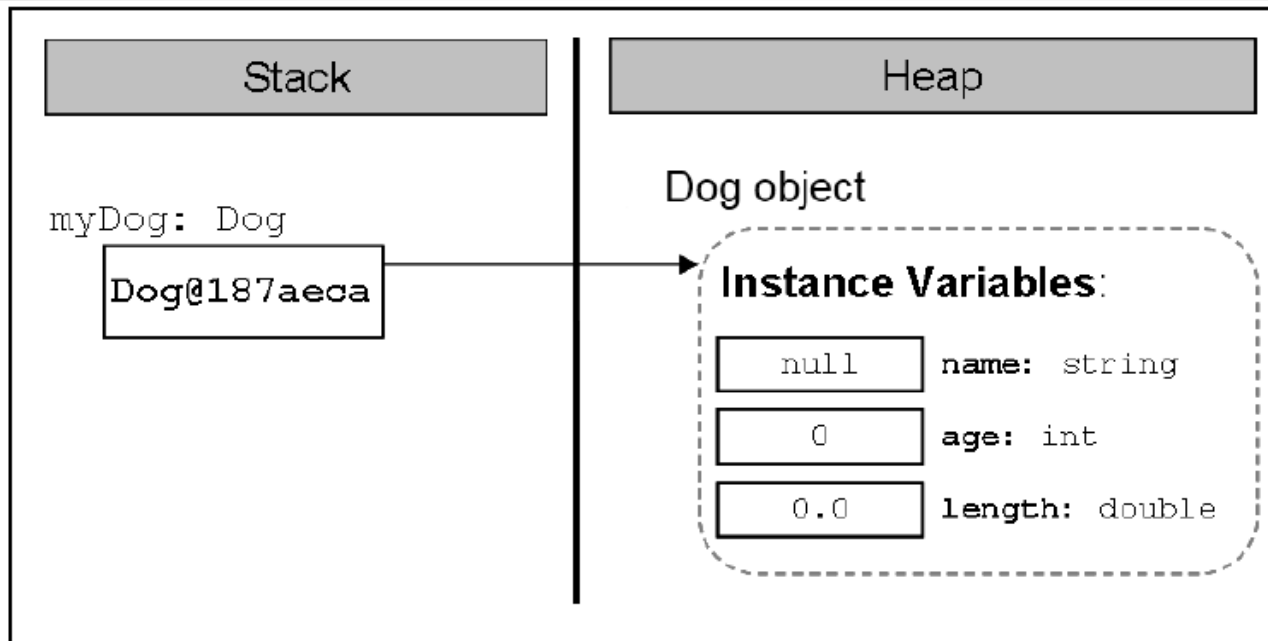 Stack
Heap
Dog object
myDog: Dog
Dog@187aeca
Instance Variables:
null name: string
0 age: int
0.0 length: double